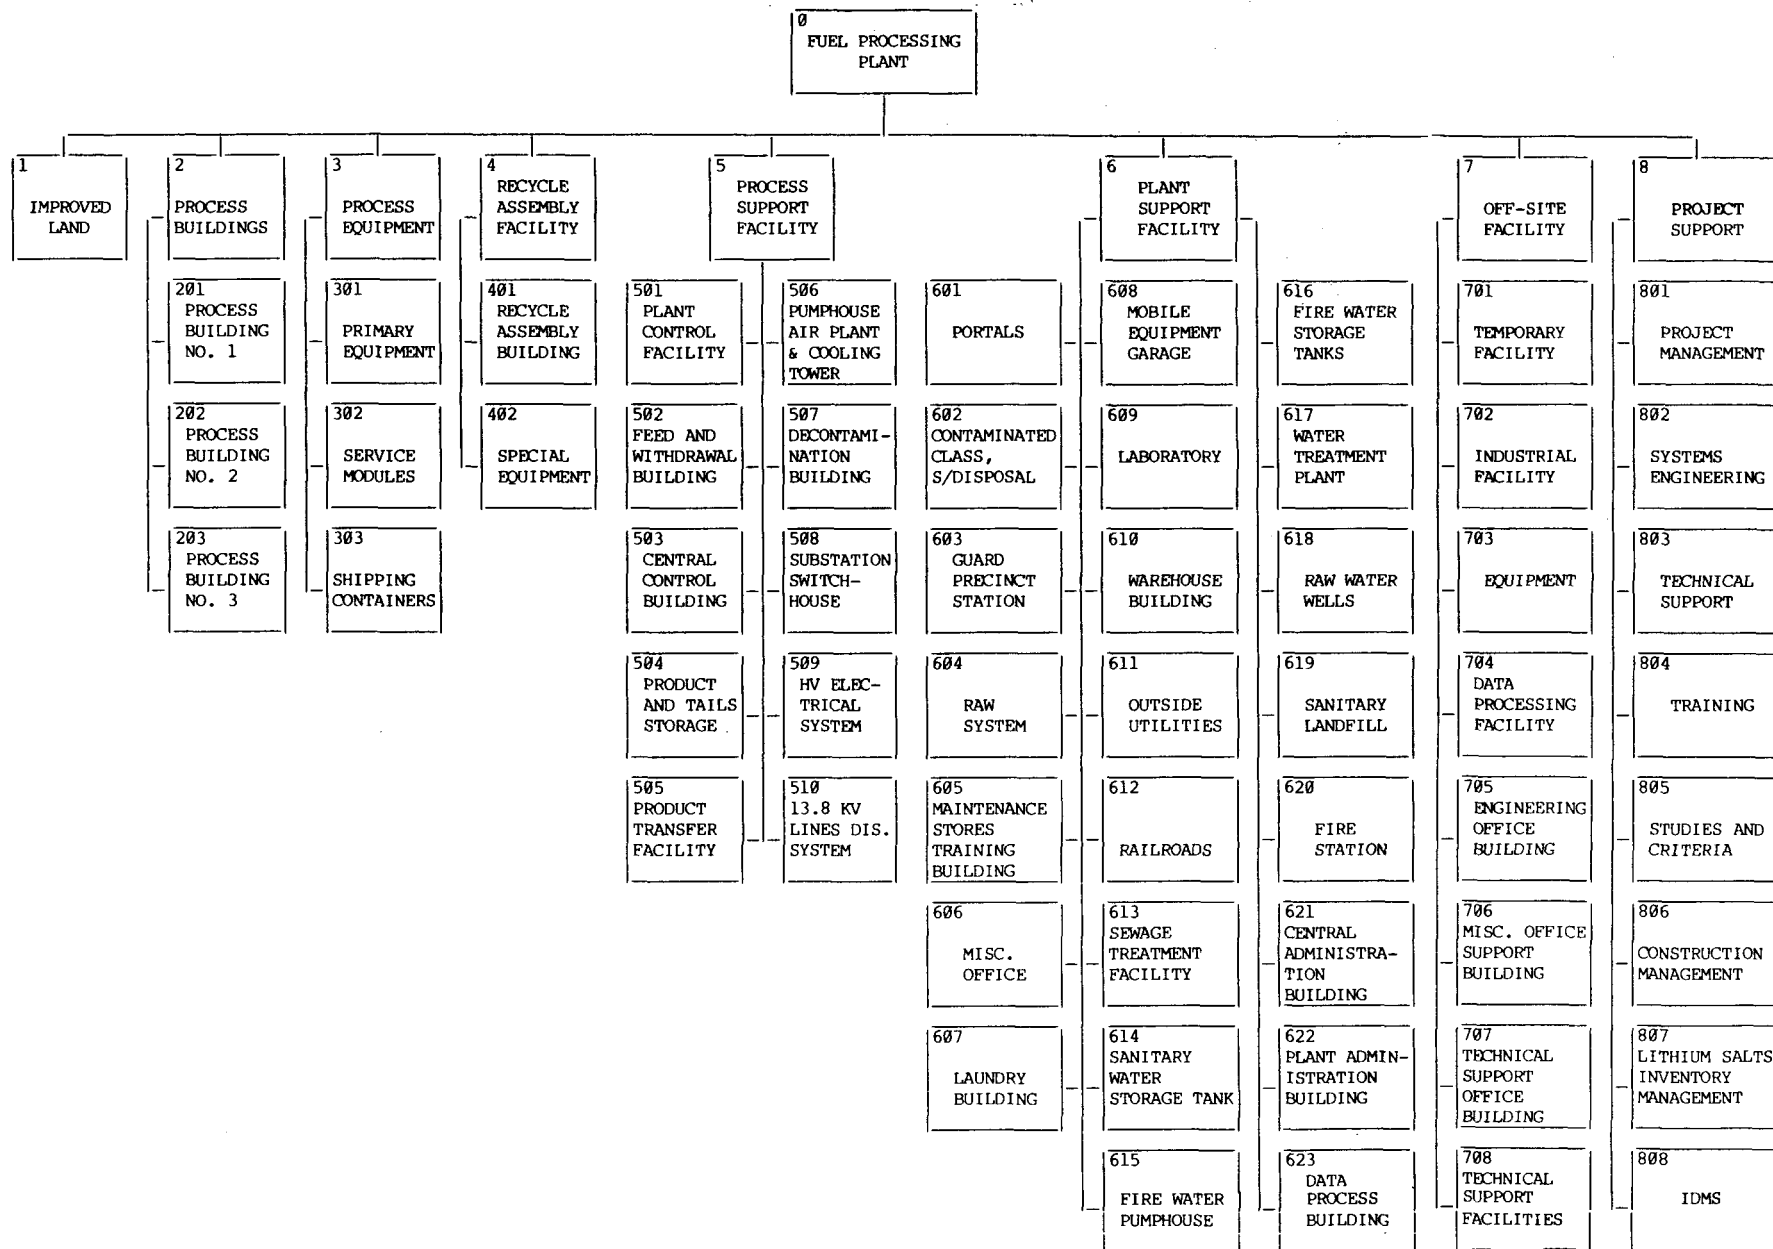 0
FUEL PROCESSING
PLANT
1
IMPROVED
LAND
2
PROCESS
BUILDINGS
3
PROCESS
EQUIPMENT
4
RECYCLE
ASSEMBLY
FACILITY
5
PROCESS
SUPPORT
FACILITY
6
PLANT
SUPPORT
FACILITY
7
OFF-SITE
FACILITY
8
PROJECT
SUPPORT
201
PROCESS
BUILDING
NO. 1
301
PRIMARY
EQUIPMENT
401
RECYCLE
ASSEMBLY
BUILDING
501
PLANT
CONTROL
FACILITY
506
PUMPHOUSE
AIR PLANT
& COOLING
TOWER
601
PORTALS
608
MOBILE
EQUIPMENT
GARAGE
616
FIRE WATER
STORAGE
TANKS
701
TEMPORARY
FACILITY
801
PROJECT
MANAGEMENT
202
PROCESS
BUILDING
NO. 2
302
SERVICE
MODULES
402
SPECIAL
EQUIPMENT
502
FEED AND
WITHDRAWAL
BUILDING
507
DECONTAMI-
NATION
BUILDING
602
CONTAMINATED
CLASS,
S/DISPOSAL
609
LABORATORY
617
WATER
TREATMENT
PLANT
702
INDUSTRIAL
FACILITY
802
SYSTEMS
ENGINEERING
203
PROCESS
BUILDING
NO. 3
303
SHIPPING
CONTAINERS
503
CENTRAL
CONTROL
BUILDING
508
SUBSTATION
SWITCH-
HOUSE
603
GUARD
PRECINCT
STATION
610
WAREHOUSE
BUILDING
618
RAW WATER
WELLS
703
EQUIPMENT
803
TECHNICAL
SUPPORT
504
PRODUCT
AND TAILS
STORAGE
509
HV ELEC-
TRICAL
SYSTEM
604
RAW
SYSTEM
611
OUTSIDE
UTILITIES
619
SANITARY
LANDFILL
704
DATA
PROCESSING
FACILITY
804
TRAINING
505
PRODUCT
TRANSFER
FACILITY
510
13.8 KV
LINES DIS.
SYSTEM
605
MAINTENANCE
STORES
TRAINING
BUILDING
612
RAILROADS
620
FIRE
STATION
705
ENGINEERING
OFFICE
BUILDING
805
STUDIES AND
CRITERIA
606
MISC.
OFFICE
613
SEWAGE
TREATMENT
FACILITY
621
CENTRAL
ADMINISTRA-
TION
BUILDING
706
MISC. OFFICE
SUPPORT
BUILDING
806
CONSTRUCTION
MANAGEMENT
607
LAUNDRY
BUILDING
614
SANITARY
WATER
STORAGE TANK
622
PLANT ADMIN-
ISTRATION
BUILDING
707
TECHNICAL
SUPPORT
OFFICE
BUILDING
807
LITHIUM SALTS
INVENTORY
MANAGEMENT
615
FIRE WATER
PUMPHOUSE
623
DATA
PROCESS
BUILDING
708
TECHNICAL
SUPPORT
FACILITIES
808
IDMS